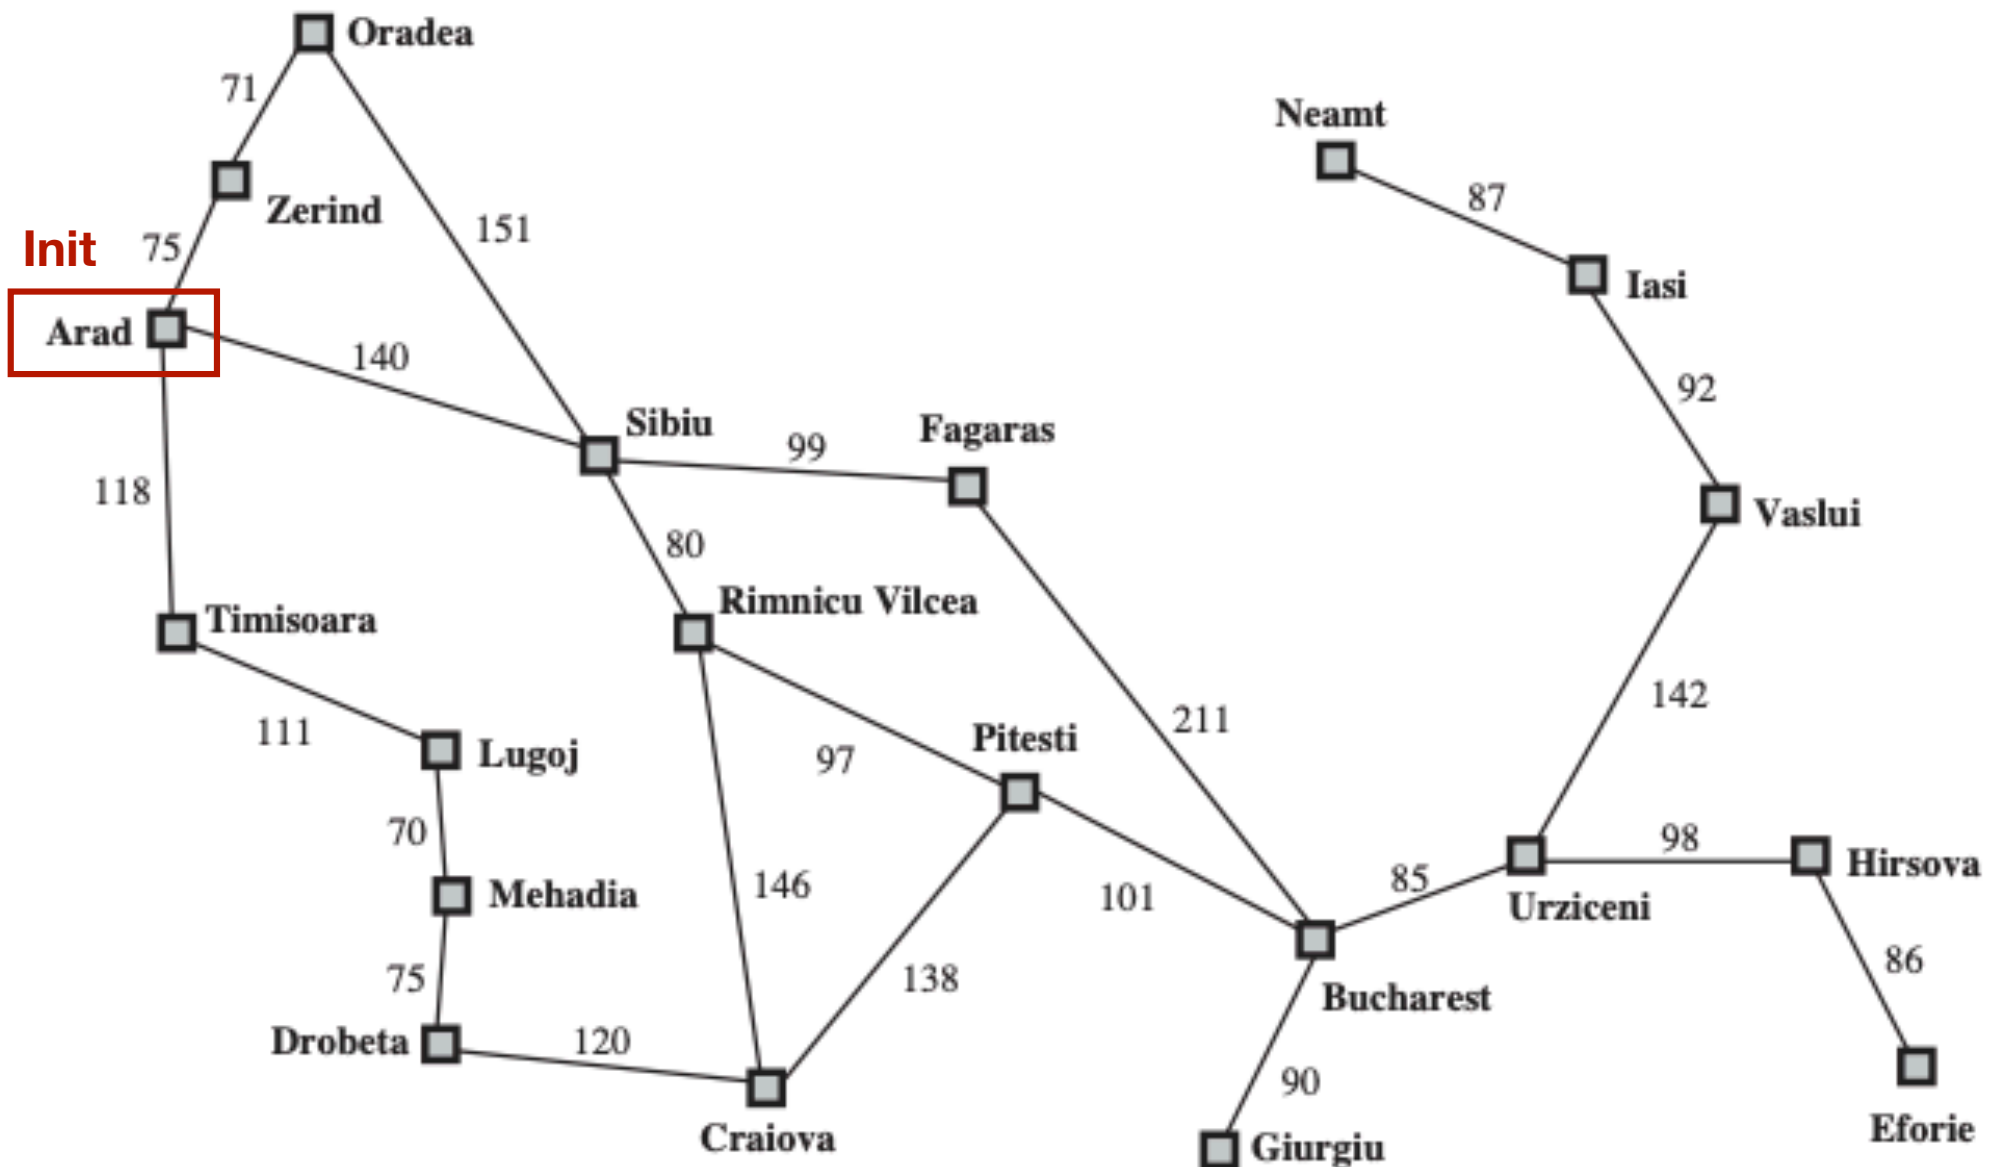 Oradea
71
Neamt
87
Zerind
151
Init
75
Iasi
Arad
140
92
Sibiu
Fagaras
99
118
Vaslui
80
Rimnicu Vilcea
Timisoara
142
211
111
Pitesti
Lugoj
97
70
98
Hirsova
85
146
Mehadia
101
Urziceni
86
138
75
Bucharest
Drobeta
120
90
Eforie
Craiova
Giurgiu